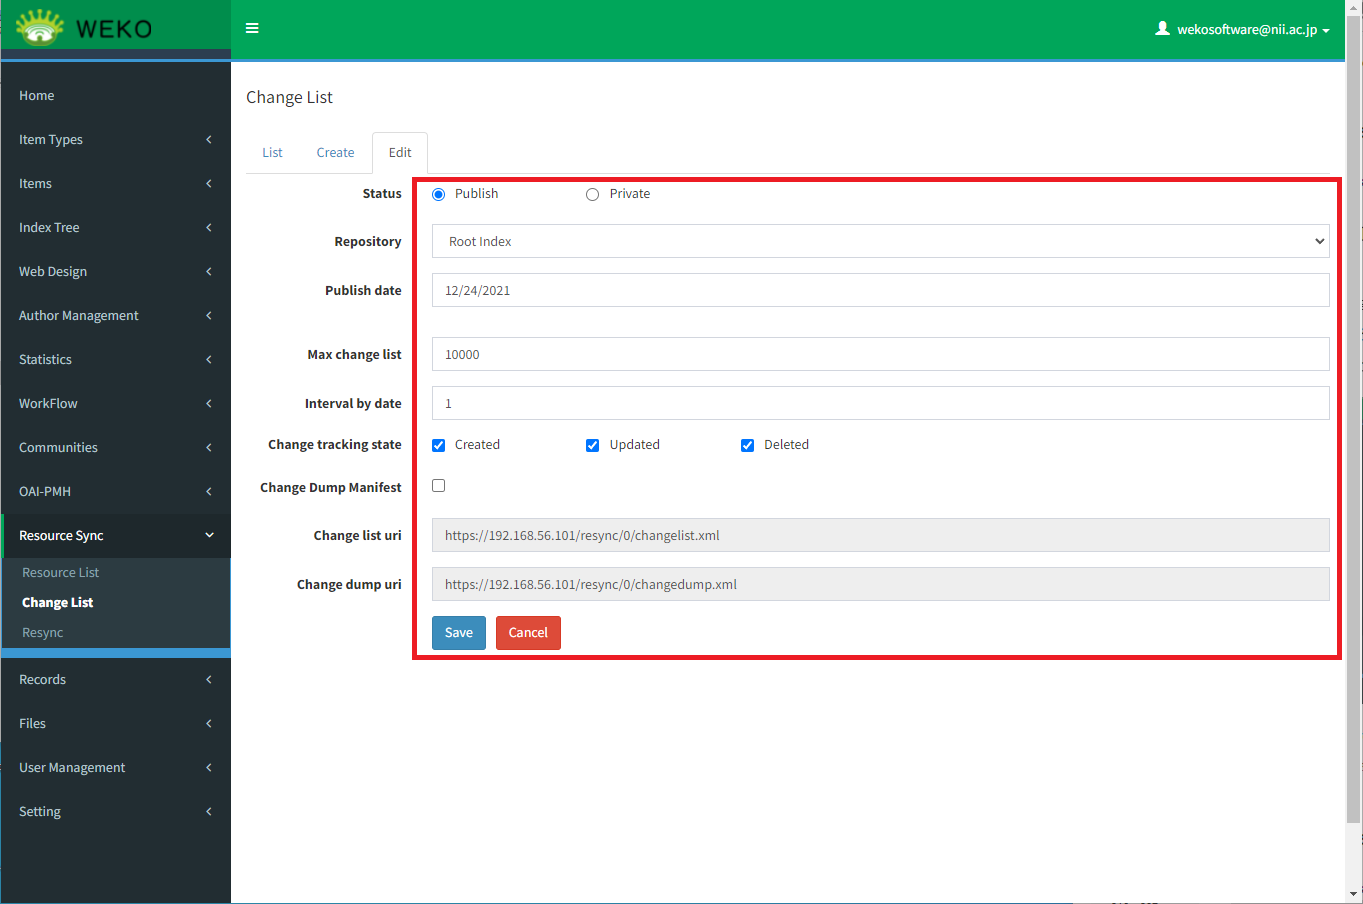 WEKO
wekosoftware@nii.ac.jp
Home
Item Types
Items
Index Tree
Web Design
Author Management
Statistics
WorkFlow
Communities
OAI-PMH
Resource Sync
Resource List
Change List
Resync
Records
Files
User Management
Setting
Change List
List Create Edit
Status Publish Private
Repository Root Index
Publish date 12/24/2021
Max change list 10000
Interval by date 1
Change tracking state Created Updated Deleted
Change Dump Manifest
Change list uri https://192.168.56.101/resync/0/changelist.xml
Change dump uri https://192.168.56.101/resync/0/changedump.xml
Save Cancel